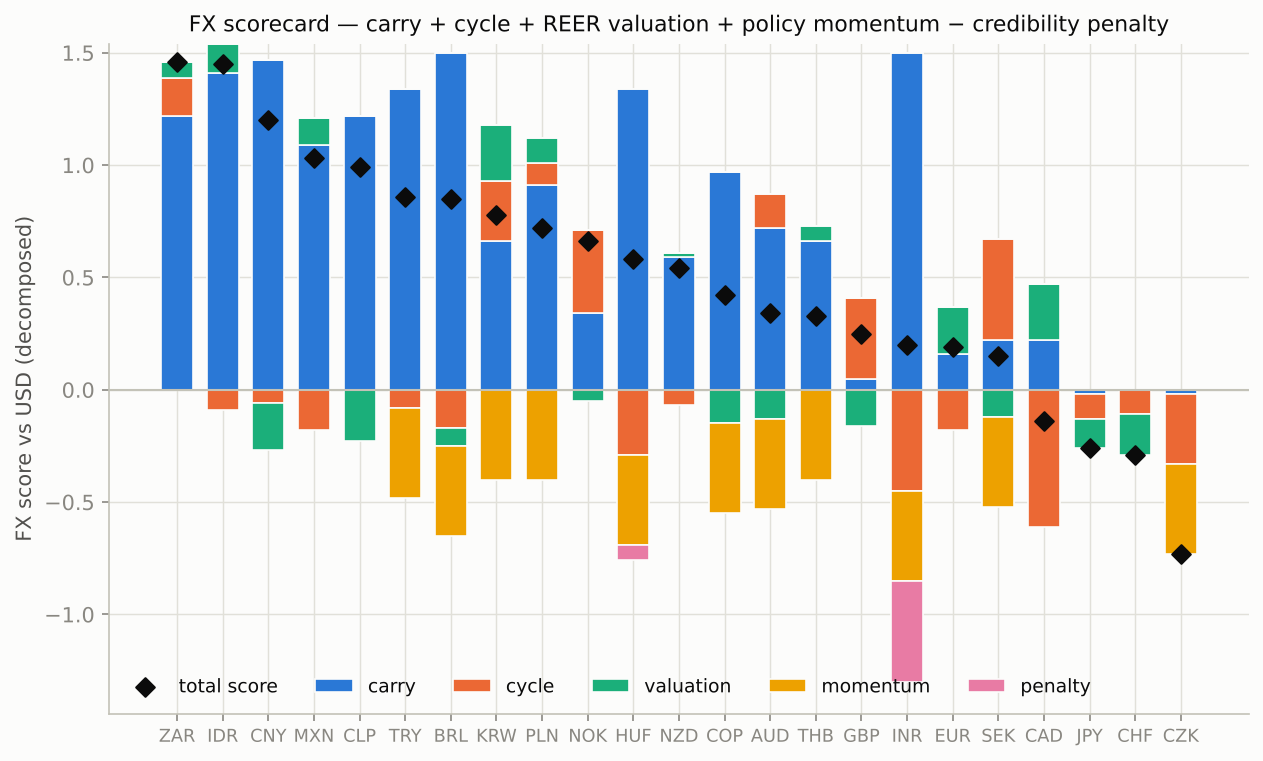 FX scorecard — carry + cycle + REER valuation + policy momentum − credibility penalty
FX score vs USD (decomposed)
1.5
1.0
0.5
0.0
−0.5
−1.0
total score carry cycle valuation momentum penalty
ZAR IDR CNY MXN CLP TRY BRL KRW PLN NOK HUF NZD COP AUD THB GBP INR EUR SEK CAD JPY CHF CZK